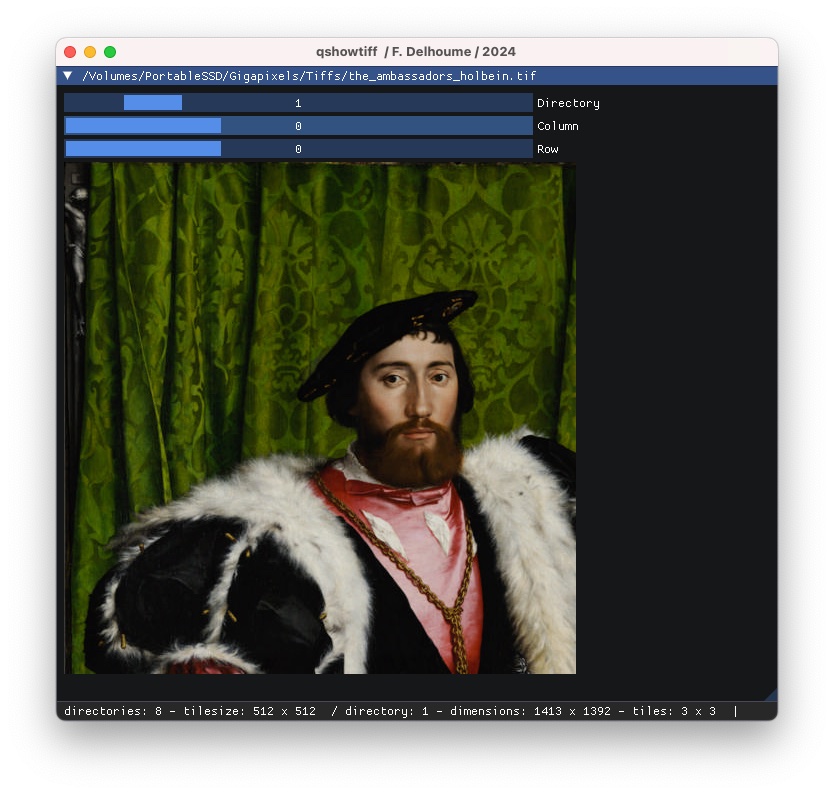 qshowtiff / F. Delhoume / 2024
▼ /Volumes/PortableSSD/Gigapixels/Tiffs/the_ambassadors_holbein.tif
1 Directory
0 Column
0 Row
directories: 8 - tilesize: 512 x 512 / directory: 1 - dimensions: 1413 x 1392 - tiles: 3 x 3 |